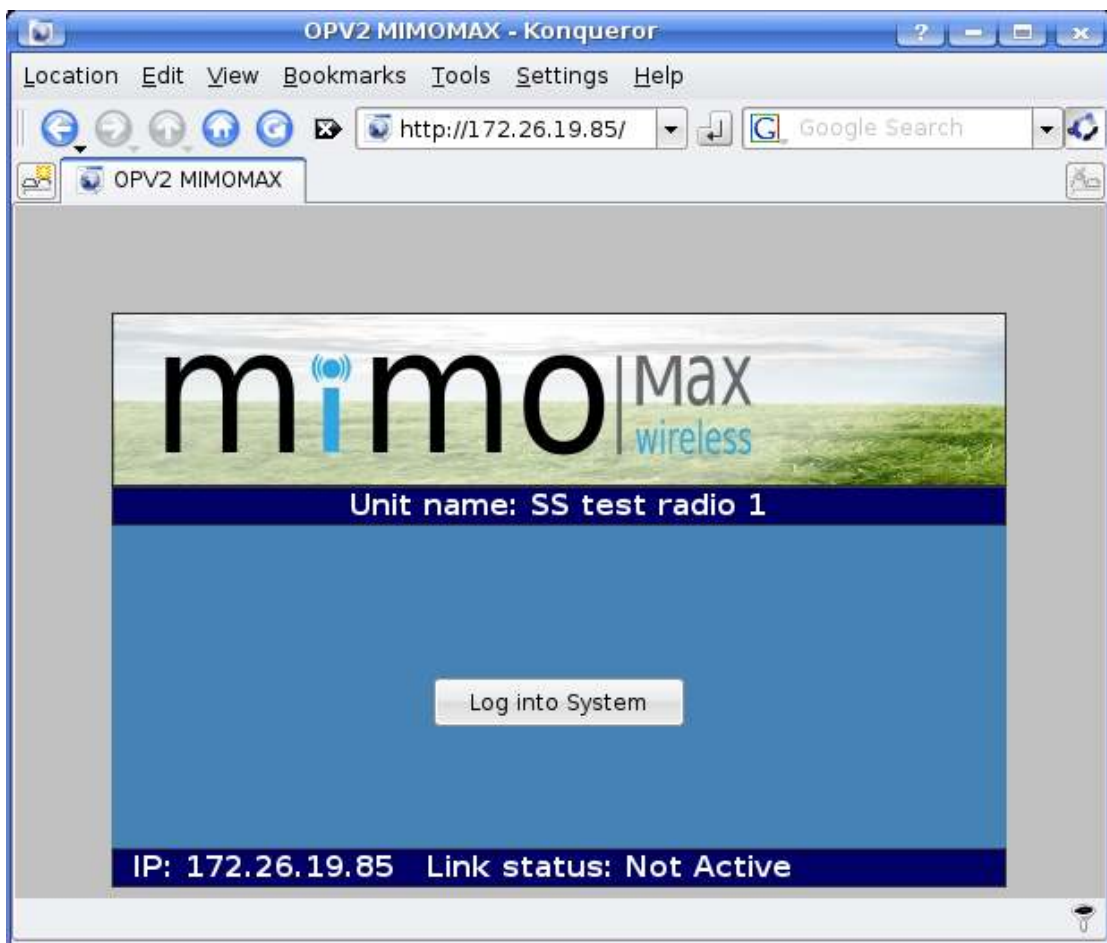 OPV2 MIMOMAX - Konqueror
Location Edit View Bookmarks Tools Settings Help
http://172.26.19.85/ G Google Search
OPV2 MIMOMAX
mimo Max
wireless
Unit name: SS test radio 1
Log into System
IP: 172.26.19.85 Link status: Not Active